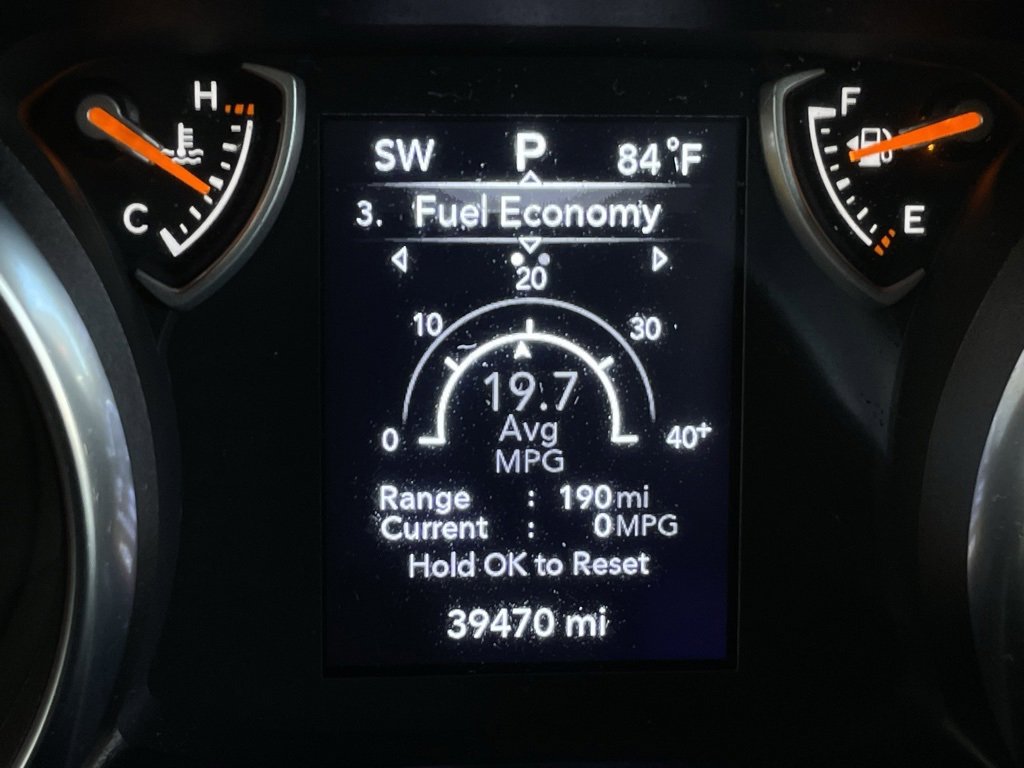 H
C
F
E
SW P 84°F
3. Fuel Economy
20
10 30
0 40+
19.7
Avg
MPG
Range : 190 mi
Current : 0 MPG
Hold OK to Reset
39470 mi